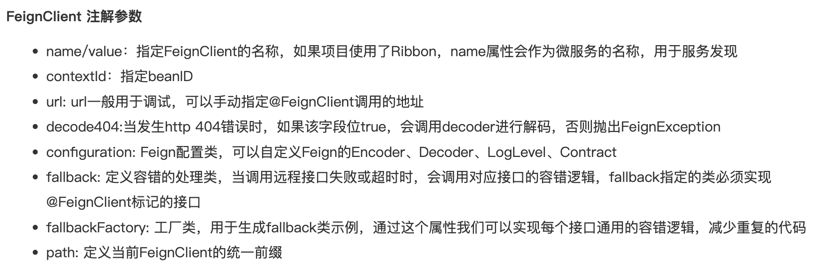 FeignClient 注解参数
• name/value：指定FeignClient的名称，如果项目使用了Ribbon，name属性会作为微服务的名称，用于服务发现
• contextId：指定beanID
• url: url一般用于调试，可以手动指定@FeignClient调用的地址
• decode404:当发生http 404错误时，如果该字段位true，会调用decoder进行解码，否则抛出FeignException
• configuration: Feign配置类，可以自定义Feign的Encoder、Decoder、LogLevel、Contract
• fallback: 定义容错的处理类，当调用远程接口失败或超时时，会调用对应接口的容错逻辑，fallback指定的类必须实现
@FeignClient标记的接口
• fallbackFactory: 工厂类，用于生成fallback类示例，通过这个属性我们可以实现每个接口通用的容错逻辑，减少重复的代码
• path: 定义当前FeignClient的统一前缀